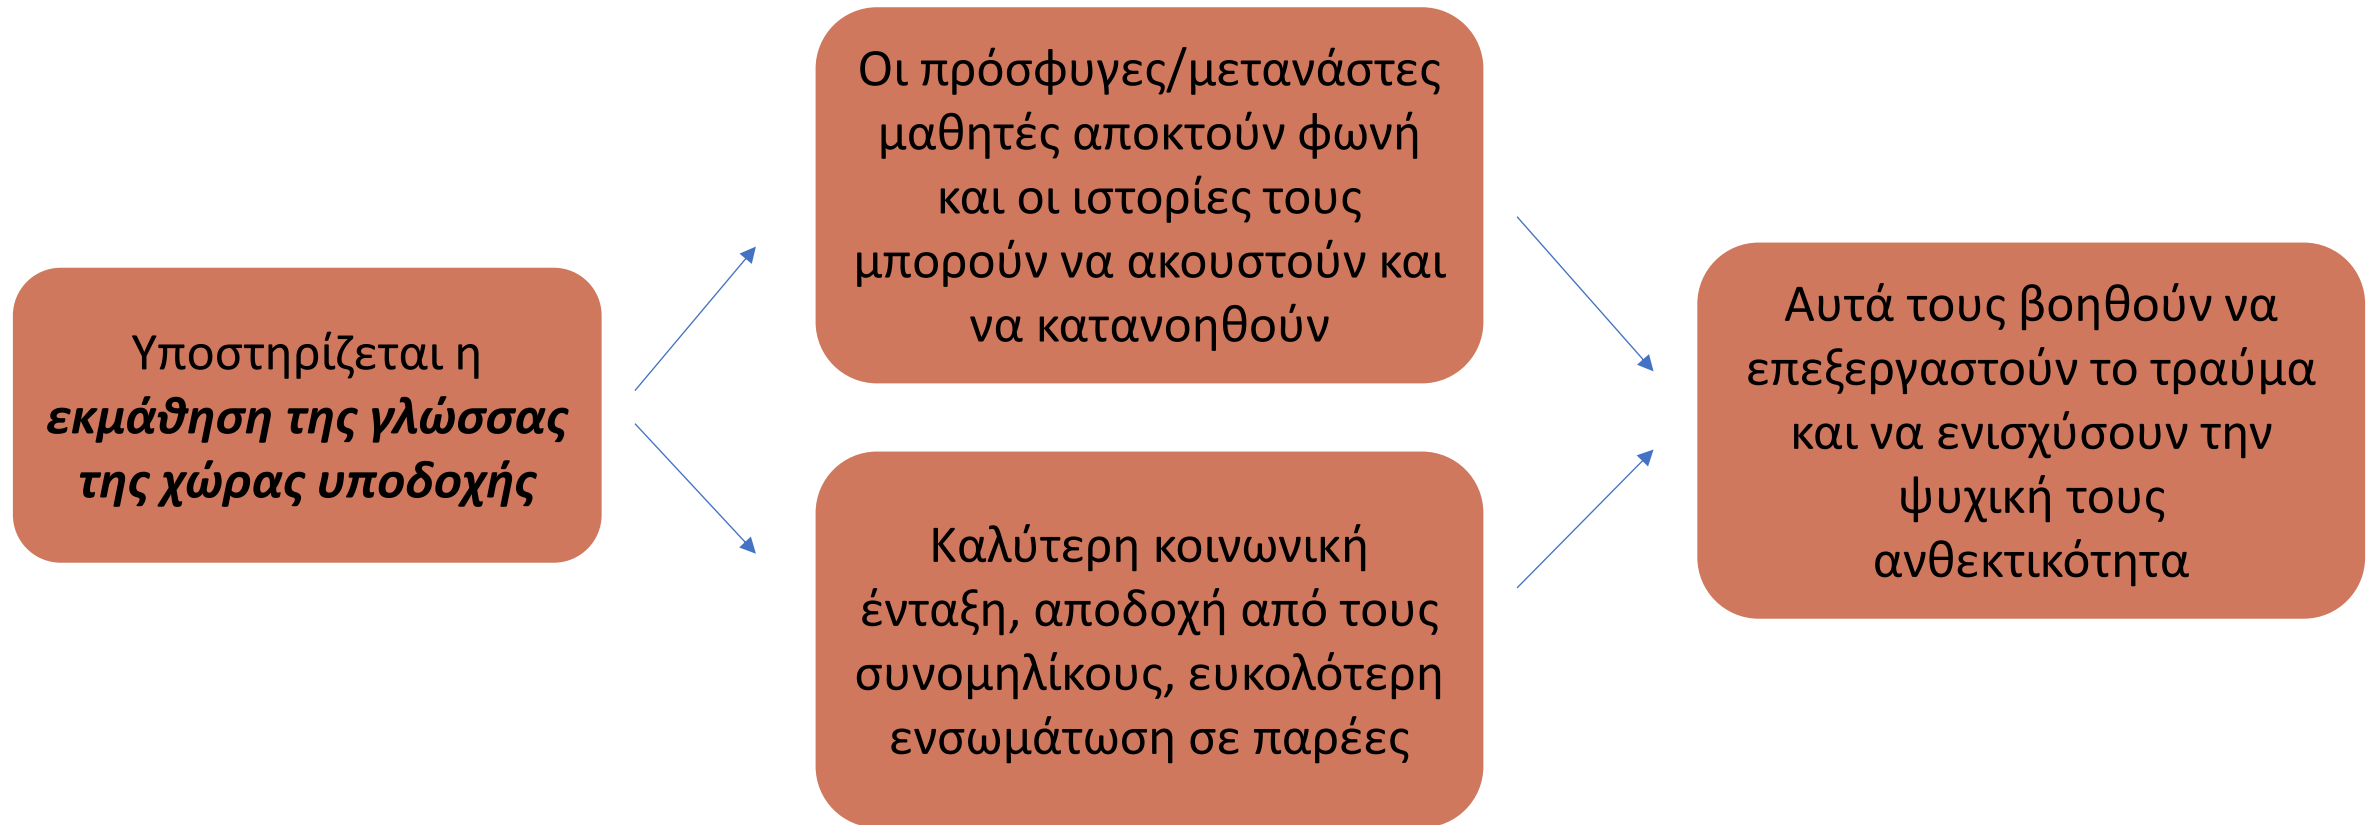 Υποστηρίζεται η
εκμάθηση της γλώσσας
της χώρας υποδοχής
Οι πρόσφυγες/μετανάστες
μαθητές αποκτούν φωνή
και οι ιστορίες τους
μπορούν να ακουστούν και
να κατανοηθούν
Καλύτερη κοινωνική
ένταξη, αποδοχή από τους
συνομηλίκους, ευκολότερη
ενσωμάτωση σε παρέες
Αυτά τους βοηθούν να
επεξεργαστούν το τραύμα
και να ενισχύσουν την
ψυχική τους
ανθεκτικότητα